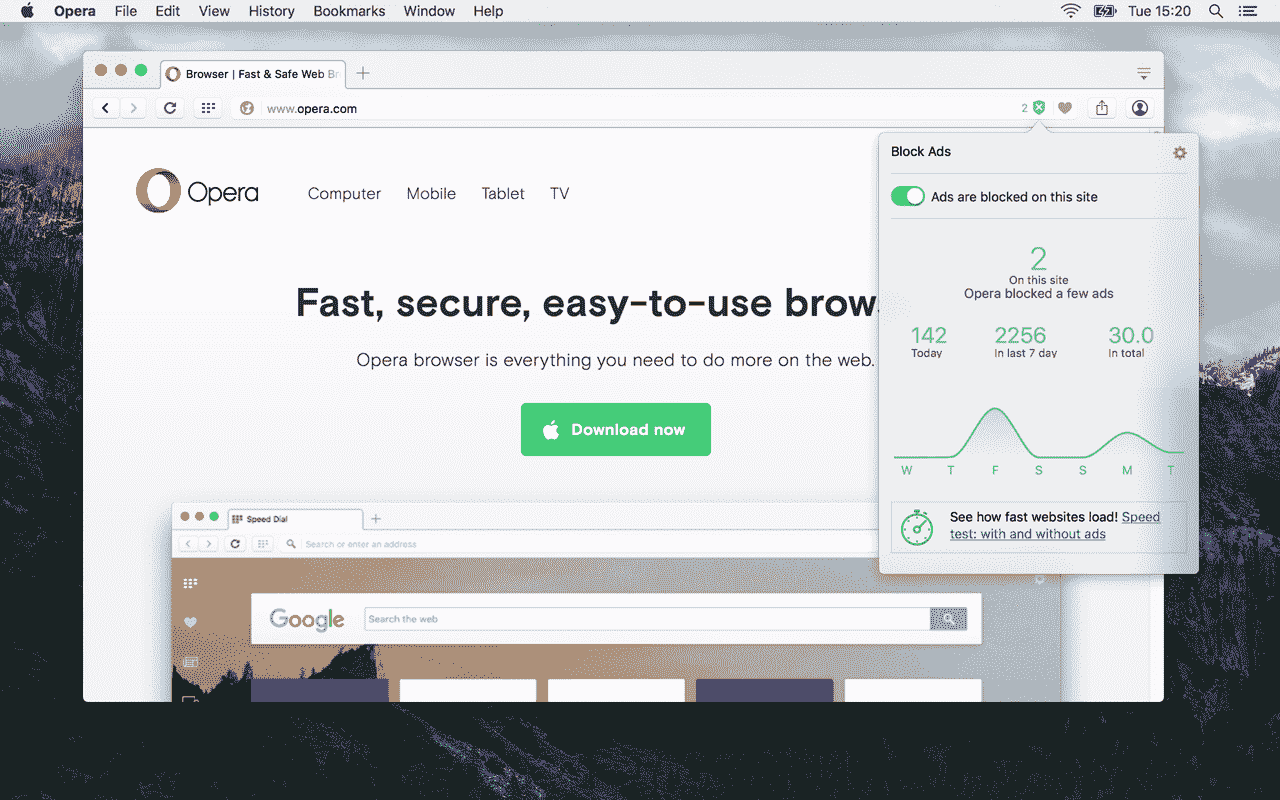 Opera File Edit View History Bookmarks Window Help Tue 15:20
Browser | Fast & Safe Web Br
www.opera.com 2
Block Ads
Opera Computer Mobile Tablet TV
Ads are blocked on this site
2
On this site
Opera blocked a few ads
Fast, secure, easy-to-use brow
142 2256 30.0
Today In last 7 day In total
Opera browser is everything you need to do more on the web.
Download now
W T F S S M T
See how fast websites load! Speed
test: with and without ads
Speed Dial
Search or enter an address
Google Search the web